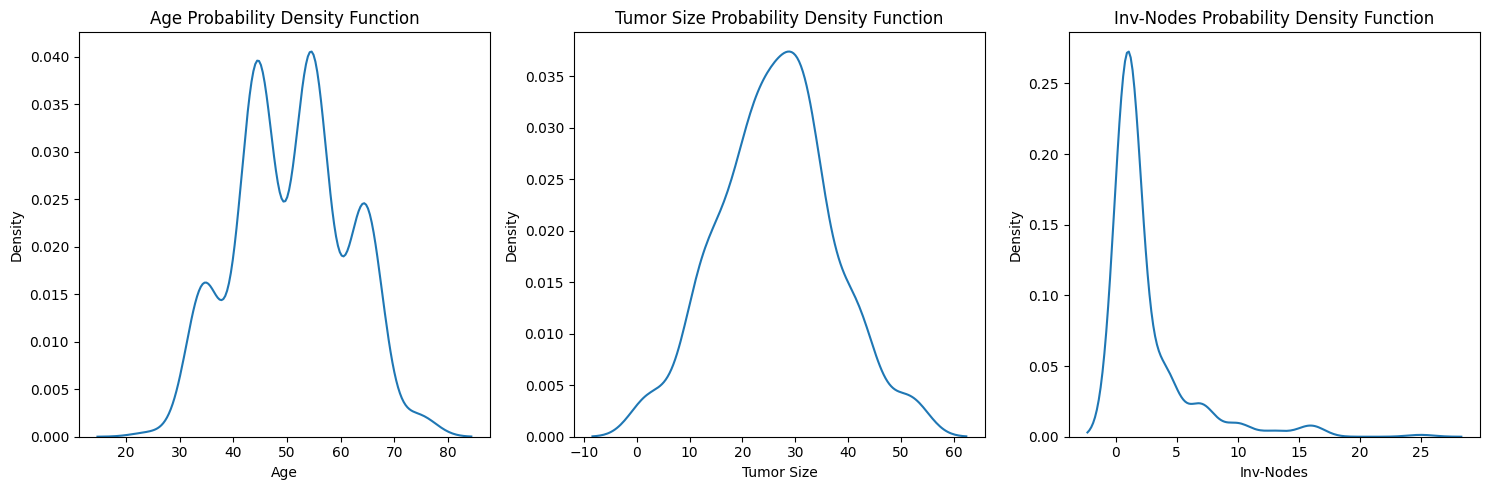 Age Probability Density Function
Density
0.040
0.035
0.030
0.025
0.020
0.015
0.010
0.005
0.000
20 30 40 50 60 70 80
Age
Tumor Size Probability Density Function
Density
0.035
0.030
0.025
0.020
0.015
0.010
0.005
0.000
−10 0 10 20 30 40 50 60
Tumor Size
Inv-Nodes Probability Density Function
Density
0.25
0.20
0.15
0.10
0.05
0.00
0 5 10 15 20 25
Inv-Nodes